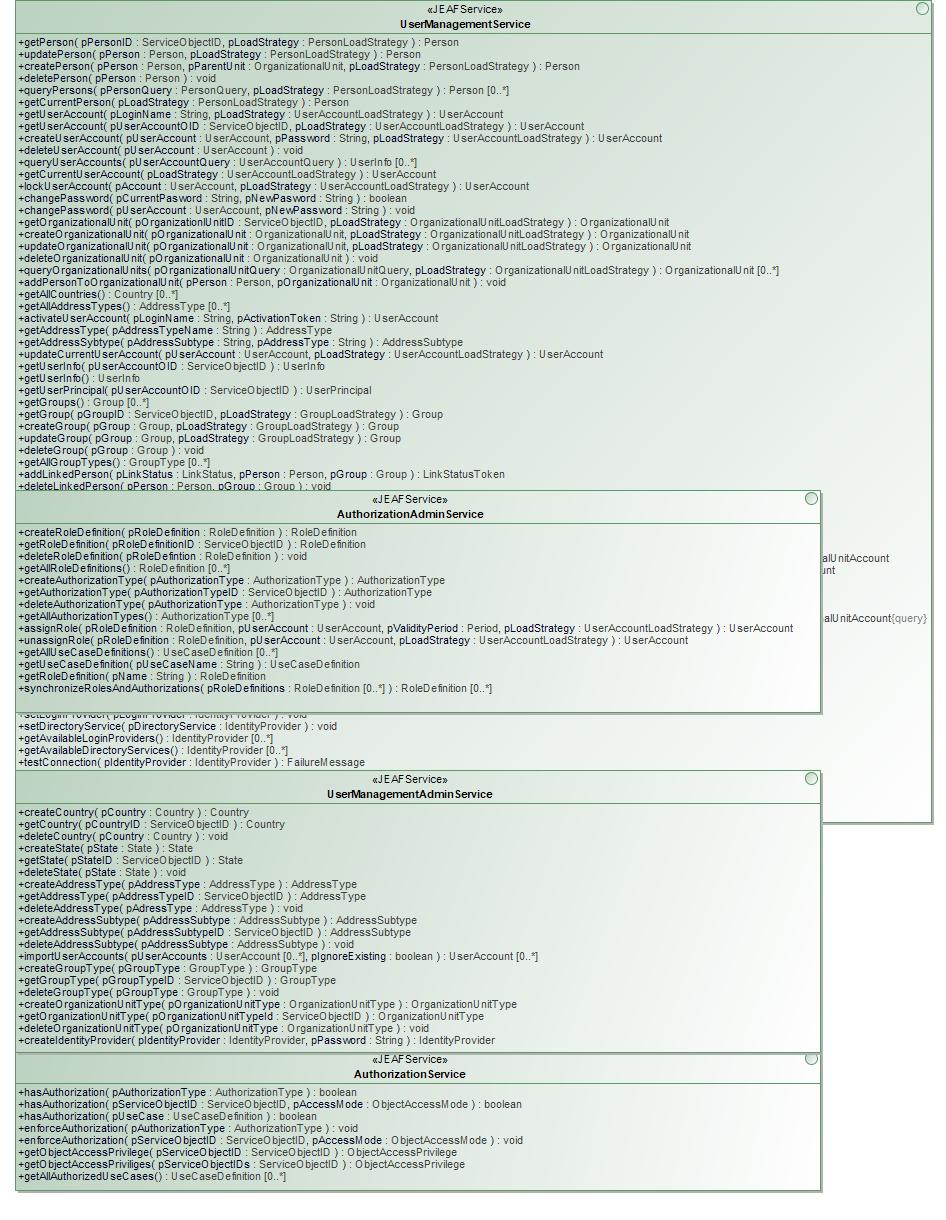 «JEAFService»
UserManagementService
+getPerson( pPersonID : ServiceObjectID, pLoadStrategy : PersonLoadStrategy ) : Person
+updatePerson( pPerson : Person, pLoadStrategy : PersonLoadStrategy ) : Person
+createPerson( pPerson : Person, pParentUnit : OrganizationalUnit, pLoadStrategy : PersonLoadStrategy ) : Person
+deletePerson( pPerson : Person ) : void
+queryPersons( pPersonQuery : PersonQuery, pLoadStrategy : PersonLoadStrategy ) : Person [0..*]
+getCurrentPerson( pLoadStrategy : PersonLoadStrategy ) : Person
+getUserAccount( pLoginName : String, pLoadStrategy : UserAccountLoadStrategy ) : UserAccount
+getUserAccount( pUserAccountOID : ServiceObjectID, pLoadStrategy : UserAccountLoadStrategy ) : UserAccount
+createUserAccount( pUserAccount : UserAccount, pPassword : String, pLoadStrategy : UserAccountLoadStrategy ) : UserAccount
+deleteUserAccount( pUserAccount : UserAccount ) : void
+queryUserAccounts( pUserAccountQuery : UserAccountQuery ) : UserInfo [0..*]
+getCurrentUserAccount( pLoadStrategy : UserAccountLoadStrategy ) : UserAccount
+lockUserAccount( pAccount : UserAccount, pLoadStrategy : UserAccountLoadStrategy ) : UserAccount
+changePassword( pCurrentPasword : String, pNewPassword : String ) : boolean
+changePassword( pUserAccount : UserAccount, pNewPassword : String ) : void
+getOrganizationalUnit( pOrganizationalUnitID : ServiceObjectID, pLoadStrategy : OrganizationalUnitLoadStrategy ) : OrganizationalUnit
+createOrganizationalUnit( pOrganizationalUnit : OrganizationalUnit, pLoadStrategy : OrganizationalUnitLoadStrategy ) : OrganizationalUnit
+updateOrganizationalUnit( pOrganizationalUnit : OrganizationalUnit, pLoadStrategy : OrganizationalUnitLoadStrategy ) : OrganizationalUnit
+deleteOrganizationalUnit( pOrganizationalUnit : OrganizationalUnit ) : void
+queryOrganizationalUnits( pOrganizationalUnitQuery : OrganizationalUnitQuery, pLoadStrategy : OrganizationalUnitLoadStrategy ) : OrganizationalUnit [0..*]
+addPersonToOrganizationalUnit( pPerson : Person, pOrganizationalUnit : OrganizationalUnit ) : void
+getAllCountries() : Country [0..*]
+getAllAddressTypes() : AddressType [0..*]
+activateUserAccount( pLoginName : String, pActivationToken : String ) : UserAccount
+getAddressType( pAddressTypeName : String ) : AddressType
+getAddressSybtype( pAddressSubtype : String, pAddressType : String ) : AddressSubtype
+updateCurrentUserAccount( pUserAccount : UserAccount, pLoadStrategy : UserAccountLoadStrategy ) : UserAccount
+getUserInfo( pUserAccountOID : ServiceObjectID ) : UserInfo
+getUserInfo() : UserInfo
+getUserPrincipal( pUserAccountOID : ServiceObjectID ) : UserPrincipal
+getGroups() : Group [0..*]
+getGroup( pGroupID : ServiceObjectID, pLoadStrategy : GroupLoadStrategy ) : Group
+createGroup( pGroup : Group, pLoadStrategy : GroupLoadStrategy ) : Group
+updateGroup( pGroup : Group, pLoadStrategy : GroupLoadStrategy ) : Group
+deleteGroup( pGroup : Group ) : void
+getAllGroupTypes() : GroupType [0..*]
+addLinkedPerson( pLinkStatus : LinkStatus, pPerson : Person, pGroup : Group ) : LinkStatusToken
+deleteLinkedPerson( pPerson : Person, pGroup : Group ) : void
«JEAFService»
AuthorizationAdminService
+createRoleDefinition( pRoleDefinition : RoleDefinition ) : RoleDefinition
+getRoleDefinition( pRoleDefinitionID : ServiceObjectID ) : RoleDefinition
+deleteRoleDefinition( pRoleDefinition : RoleDefinition ) : void
alUnitAccount
+getAllRoleDefinitions() : RoleDefinition [0..*]
unt
+createAuthorizationType( pAuthorizationType : AuthorizationType ) : AuthorizationType
+getAuthorizationType( pAuthorizationTypeID : ServiceObjectID ) : AuthorizationType
+deleteAuthorizationType( pAuthorizationType : AuthorizationType ) : void
+getAllAuthorizationTypes() : AuthorizationType [0..*]
alUnitAccount{query}
+assignRole( pRoleDefinition : RoleDefinition, pUserAccount : UserAccount, pValidityPeriod : Period, pLoadStrategy : UserAccountLoadStrategy ) : UserAccount
+unassignRole( pRoleDefinition : RoleDefinition, pUserAccount : UserAccount, pLoadStrategy : UserAccountLoadStrategy ) : UserAccount
+getAllUseCaseDefinitions() : UseCaseDefinition [0..*]
+getUseCaseDefinition( pUseCaseName : String ) : UseCaseDefinition
+getRoleDefinition( pName : String ) : RoleDefinition
+synchronizeRolesAndAuthorizations( pRoleDefinitions : RoleDefinition [0..*] ) : RoleDefinition [0..*]
+setLoginProvider( pLoginProvider : IdentityProvider ) : void
+setDirectoryService( pDirectoryService : IdentityProvider ) : void
+getAvailableLoginProviders() : IdentityProvider [0..*]
+getAvailableDirectoryServices() : IdentityProvider [0..*]
+testConnection( pIdentityProvider : IdentityProvider ) : FailureMessage
«JEAFService»
UserManagementAdminService
+createCountry( pCountry : Country ) : Country
+getCountry( pCountryID : ServiceObjectID ) : Country
+deleteCountry( pCountry : Country ) : void
+createState( pState : State ) : State
+getState( pStateID : ServiceObjectID ) : State
+deleteState( pState : State ) : void
+createAddressType( pAddressType : AddressType ) : AddressType
+getAddressType( pAddressTypeID : ServiceObjectID ) : AddressType
+deleteAddressType( pAdressType : AddressType ) : void
+createAddressSubtype( pAddressSubtype : AddressSubtype ) : AddressSubtype
+getAddressSubtype( pAddressSubtypeID : ServiceObjectID ) : AddressSubtype
+deleteAddressSubtype( pAddressSubtype : AddressSubtype ) : void
+importUserAccounts( pUserAccounts : UserAccount [0..*], pIgnoreExisting : boolean ) : UserAccount [0..*]
+createGroupType( pGroupType : GroupType ) : GroupType
+getGroupType( pGroupTypeID : ServiceObjectID ) : GroupType
+deleteGroupType( pGroupType : GroupType ) : void
+createOrganizationUnitType( pOrganizationUnitType : OrganizationUnitType ) : OrganizationUnitType
+getOrganizationUnitType( pOrganizationUnitTypeId : ServiceObjectID ) : OrganizationUnitType
+deleteOrganizationUnitType( pOrganizationUnitType : OrganizationUnitType ) : void
+createIdentityProvider( pIdentityProvider : IdentityProvider, pPassword : String ) : IdentityProvider
«JEAFService»
AuthorizationService
+hasAuthorization( pAuthorizationType : AuthorizationType ) : boolean
+hasAuthorization( pServiceObjectID : ServiceObjectID, pAccessMode : ObjectAccessMode ) : boolean
+hasAuthorization( pUseCase : UseCaseDefinition ) : boolean
+enforceAuthorization( pAuthorizationType : AuthorizationType ) : void
+enforceAuthorization( pServiceObjectID : ServiceObjectID, pAccessMode : ObjectAccessMode ) : void
+getObjectAccessPrivilege( pServiceObjectID : ServiceObjectID ) : ObjectAccessPrivilege
+getObjectAccessPriviliges( pServiceObjectIDs : ServiceObjectID ) : ObjectAccessPrivilege
+getAllAuthorizedUseCases() : UseCaseDefinition [0..*]